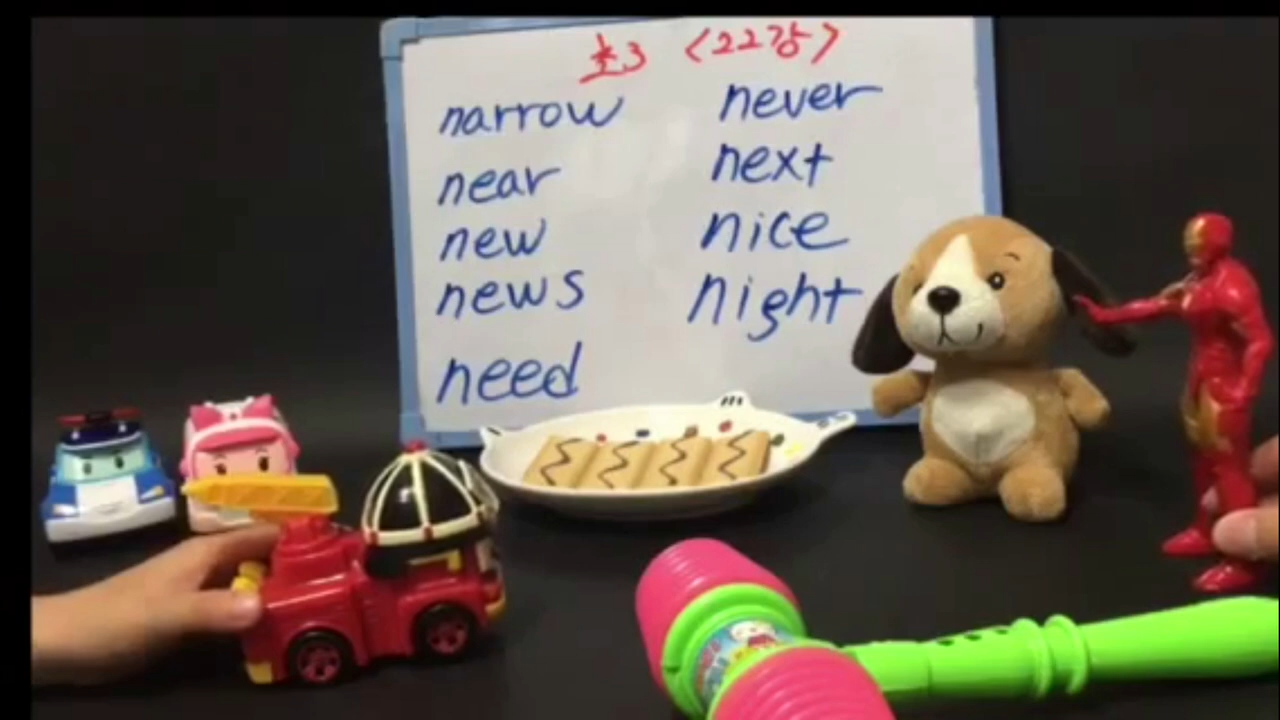 초3 <22강>
narrow never
near next
new nice
news night
need